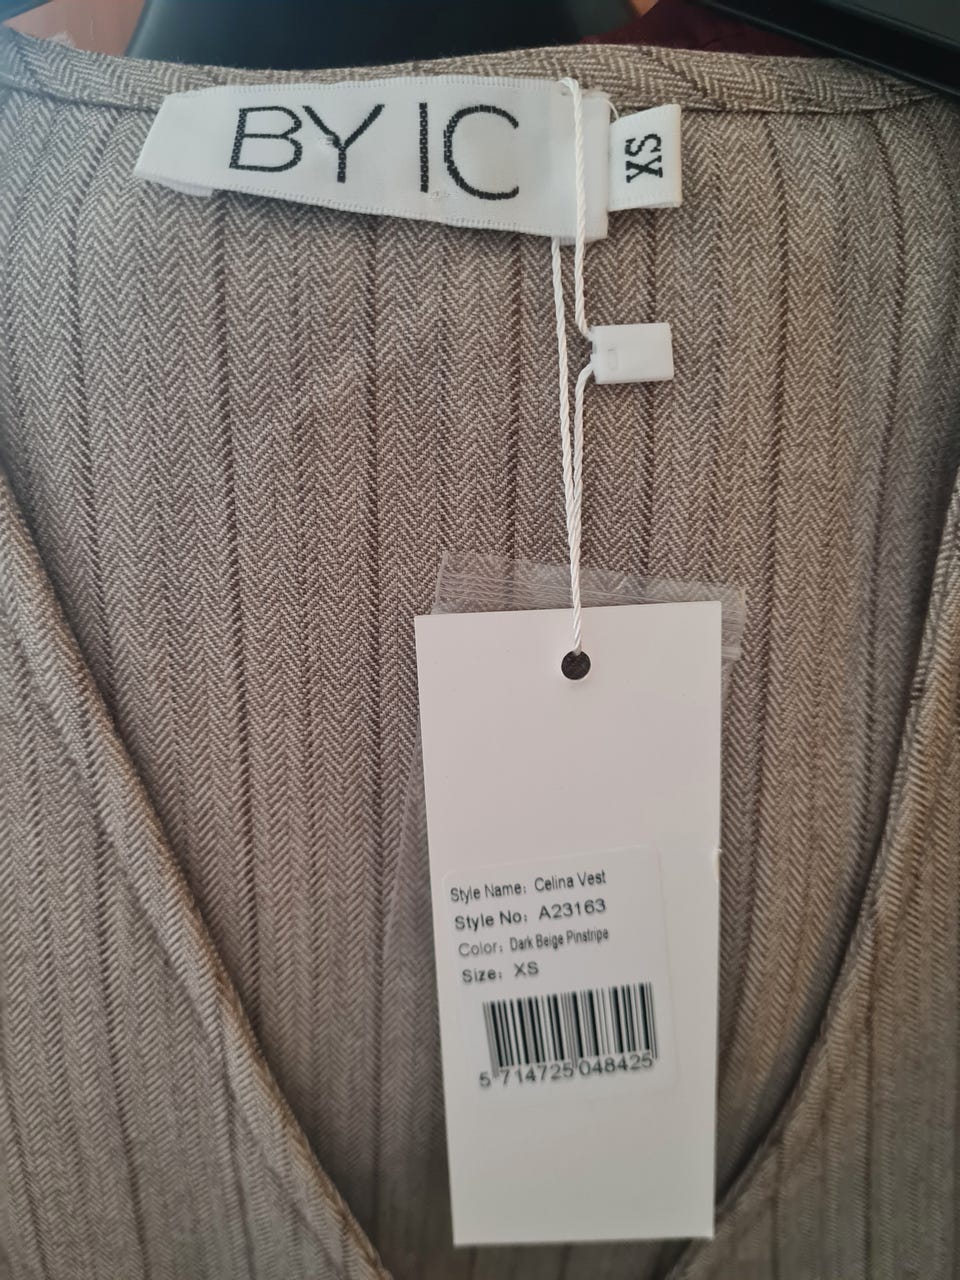 BY IC
XS
Style Name: Celina Vest
Style No: A23163
Color: Dark Beige Pinstripe
Size: XS
5 714725 048425